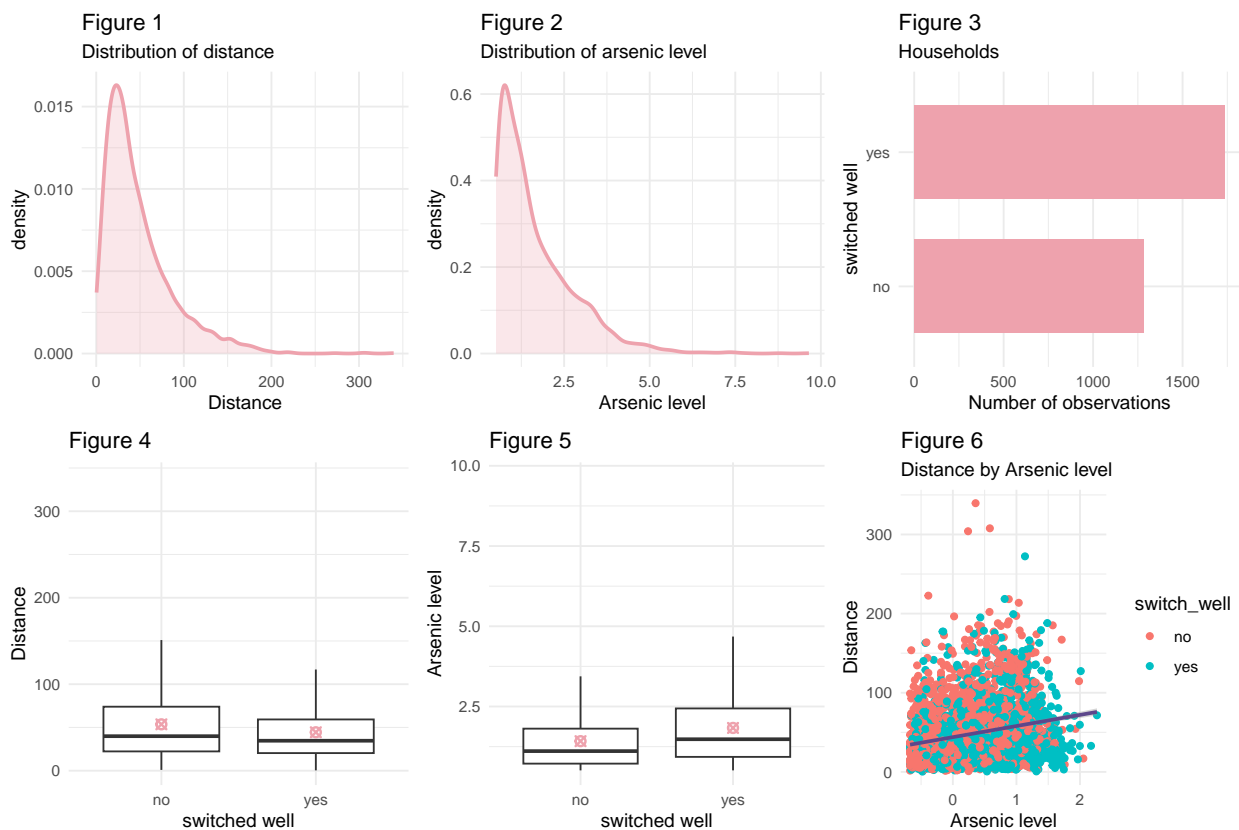 Figure 1
Distribution of distance
density
0.015
0.010
0.005
0.000
0 100 200 300
Distance
Figure 2
Distribution of arsenic level
density
0.6
0.4
0.2
0.0
2.5 5.0 7.5 10.0
Arsenic level
Figure 3
Households
switched well
yes
no
0 500 1000 1500
Number of observations
Figure 4
Distance
300
200
100
0
no yes
switched well
Figure 5
Arsenic level
10.0
7.5
5.0
2.5
no yes
switched well
Figure 6
Distance by Arsenic level
Distance
300
200
100
0
0 1 2
Arsenic level
switch_well
no
yes